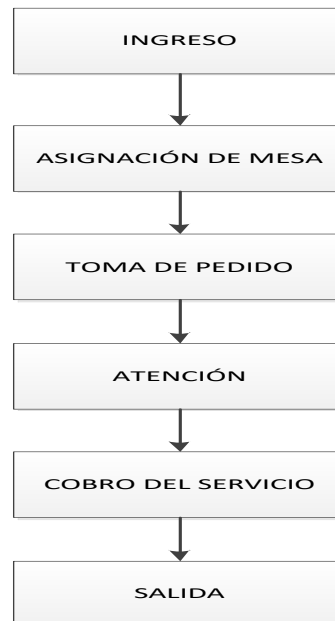 INGRESO
ASIGNACIÓN DE MESA
TOMA DE PEDIDO
ATENCIÓN
COBRO DEL SERVICIO
SALIDA